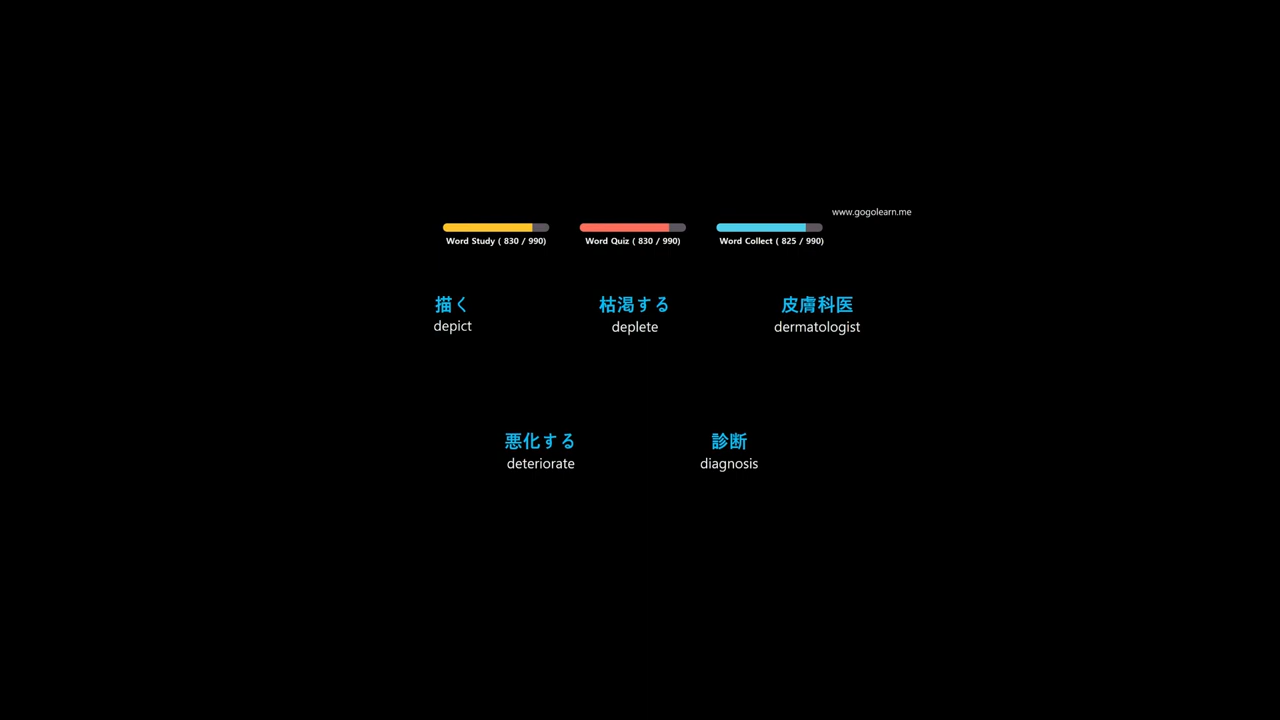 www.gogolearn.me
Word Study ( 830 / 990)
Word Quiz ( 830 / 990)
Word Collect ( 825 / 990)
描く
depict
枯渇する
deplete
皮膚科医
dermatologist
悪化する
deteriorate
診断
diagnosis